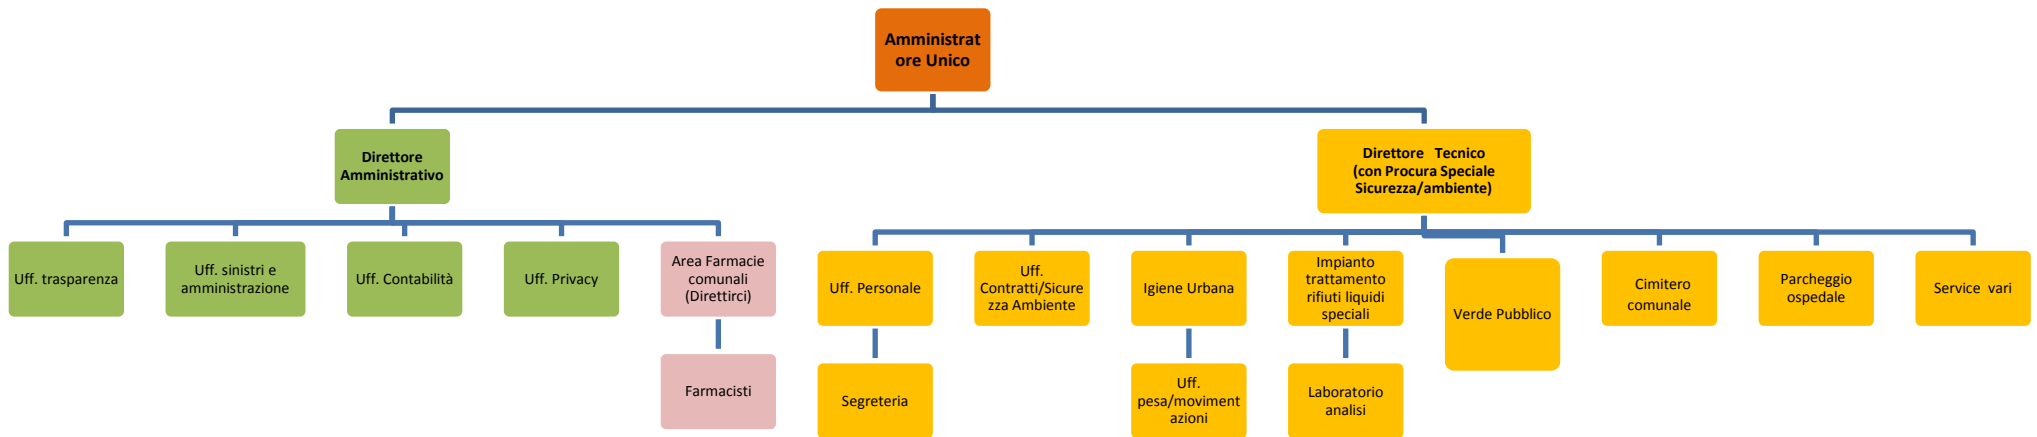 Amministrat
ore Unico
Direttore
Amministrativo
Direttore Tecnico
(con Procura Speciale
Sicurezza/ambiente)
Uff. trasparenza
Uff. sinistri e
amministrazione
Uff. Contabilità
Uff. Privacy
Area Farmacie
comunali
(Direttirci)
Uff. Personale
Uff.
Contratti/Sicure
zza Ambiente
Igiene Urbana
Impianto
trattamento
rifiuti liquidi
speciali
Verde Pubblico
Cimitero
comunale
Parcheggio
ospedale
Service vari
Farmacisti
Segreteria
Uff.
pesa/moviment
azioni
Laboratorio
analisi